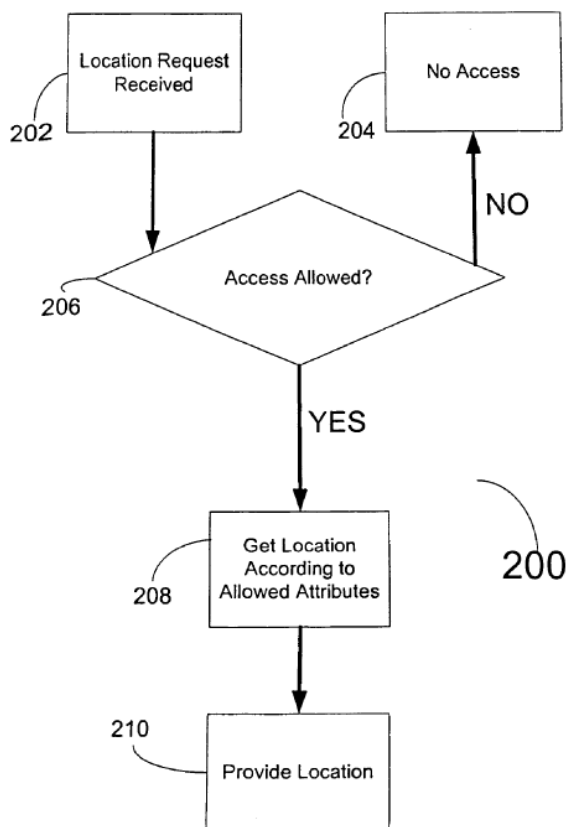 Location Request
Received
202
No Access
204
NO
Access Allowed?
206
YES
Get Location
According to
Allowed Attributes
208
200
210
Provide Location